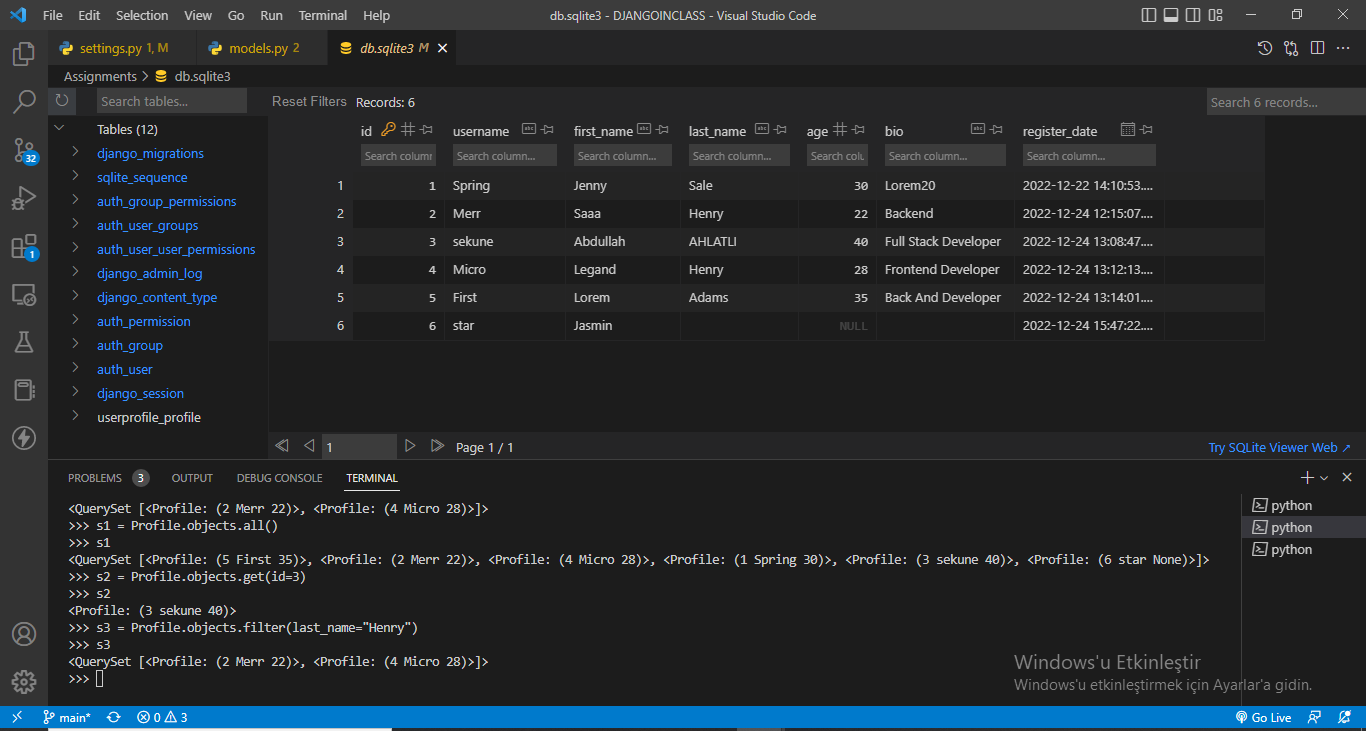 File Edit Selection View Go Run Terminal Help db.sqlite3 - DJANGOINCLASS - Visual Studio Code
settings.py 1, M models.py 2 db.sqlite3 M
Assignments > db.sqlite3
Search tables... Reset Filters Records: 6 Search 6 records...
Tables (12)
django_migrations
sqlite_sequence
auth_group_permissions
auth_user_groups
auth_user_user_permissions
django_admin_log
django_content_type
auth_permission
auth_group
auth_user
django_session
userprofile_profile
id username first_name last_name age bio register_date
Search column Search column... Search column... Search column... Search colu Search column... Search column...
1 1 Spring Jenny Sale 30 Lorem20 2022-12-22 14:10:53....
2 2 Merr Saaa Henry 22 Backend 2022-12-24 12:15:07....
3 3 sekune Abdullah AHLATLI 40 Full Stack Developer 2022-12-24 13:08:47....
4 4 Micro Legand Henry 28 Frontend Developer 2022-12-24 13:12:13....
5 5 First Lorem Adams 35 Back And Developer 2022-12-24 13:14:01....
6 6 star Jasmin NULL 2022-12-24 15:47:22....
1 Page 1 / 1 Try SQLite Viewer Web ↗
PROBLEMS 3 OUTPUT DEBUG CONSOLE TERMINAL
<QuerySet [<Profile: (2 Merr 22)>, <Profile: (4 Micro 28)>]>
>>> s1 = Profile.objects.all()
>>> s1
<QuerySet [<Profile: (5 First 35)>, <Profile: (2 Merr 22)>, <Profile: (4 Micro 28)>, <Profile: (1 Spring 30)>, <Profile: (3 sekune 40)>, <Profile: (6 star None)>]>
>>> s2 = Profile.objects.get(id=3)
>>> s2
<Profile: (3 sekune 40)>
>>> s3 = Profile.objects.filter(last_name="Henry")
>>> s3
<QuerySet [<Profile: (2 Merr 22)>, <Profile: (4 Micro 28)>]>
>>>
python
python
python
Windows'u Etkinleştir
Windows'u etkinleştirmek için Ayarlar'a gidin.
32
1
main* 0 3 Go Live